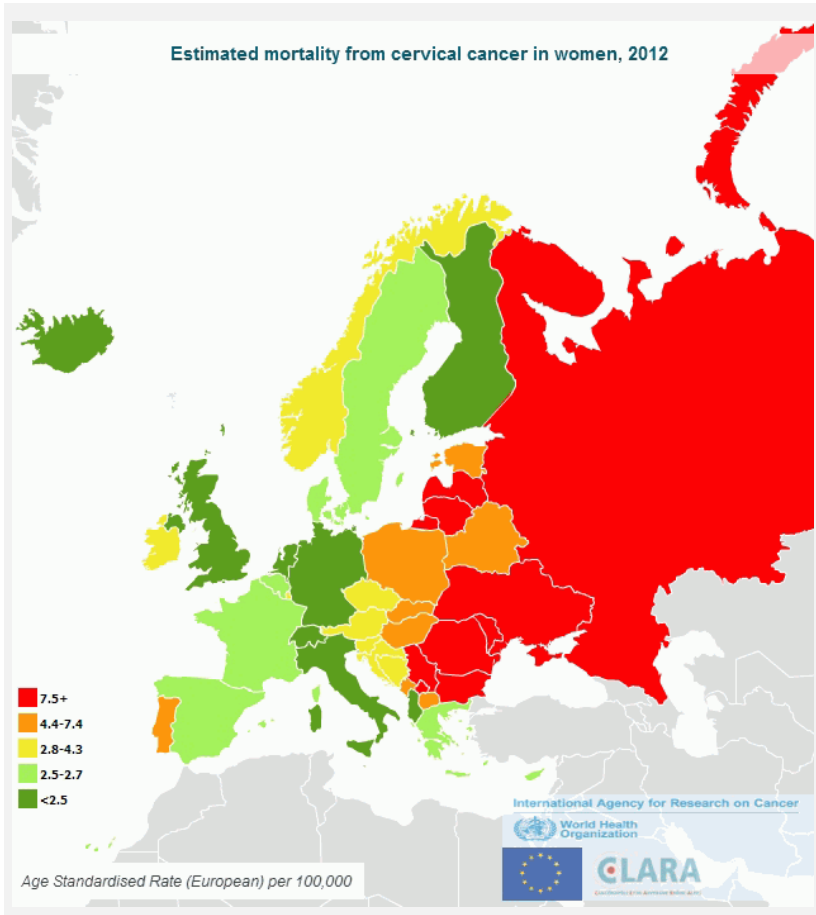 Estimated mortality from cervical cancer in women, 2012
7.5+
4.4-7.4
2.8-4.3
2.5-2.7
<2.5
International Agency for Research on Cancer
World Health
Organization
CLARA
Age Standardised Rate (European) per 100,000